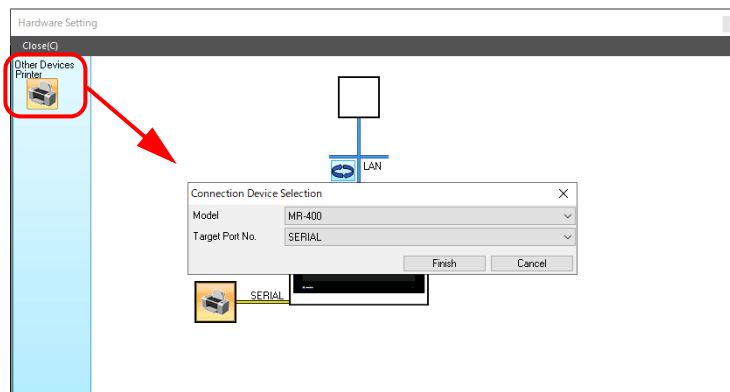 Hardware Setting
Close(C)
Other Devices
Printer
LAN
Connection Device Selection
Model
MR-400
Target Port No.
SERIAL
Finish
Cancel
SERIAL